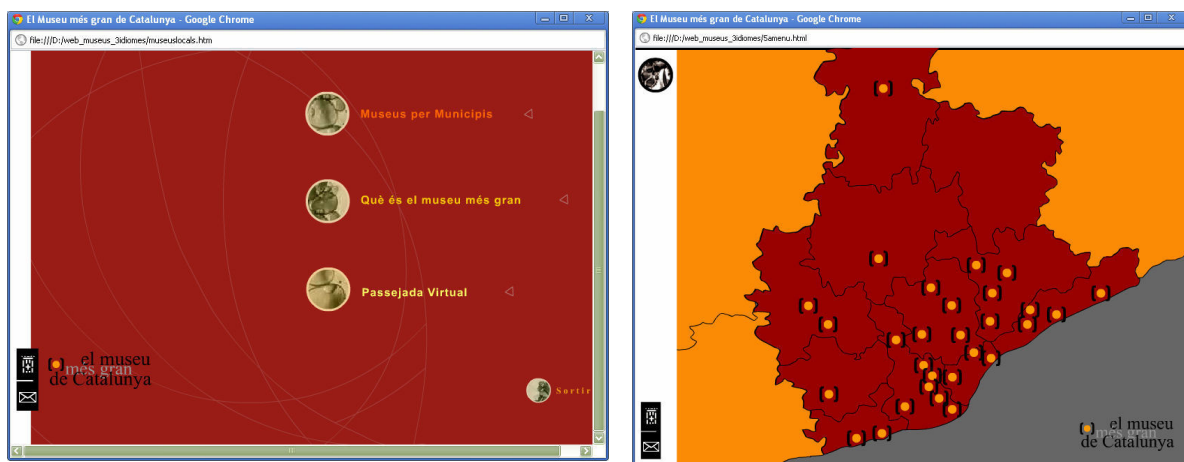 El Museu més gran de Catalunya - Google Chrome
file:///D:/web_museus_3idiomes/museuslocals.htm
Museus per Municipis
Què és el museu més gran
Passejada Virtual
el museu
més gran
de Catalunya
Sortir
El Museu més gran de Catalunya - Google Chrome
file:///D:/web_museus_3idiomes/5amenu.html
el museu
més gran
de Catalunya